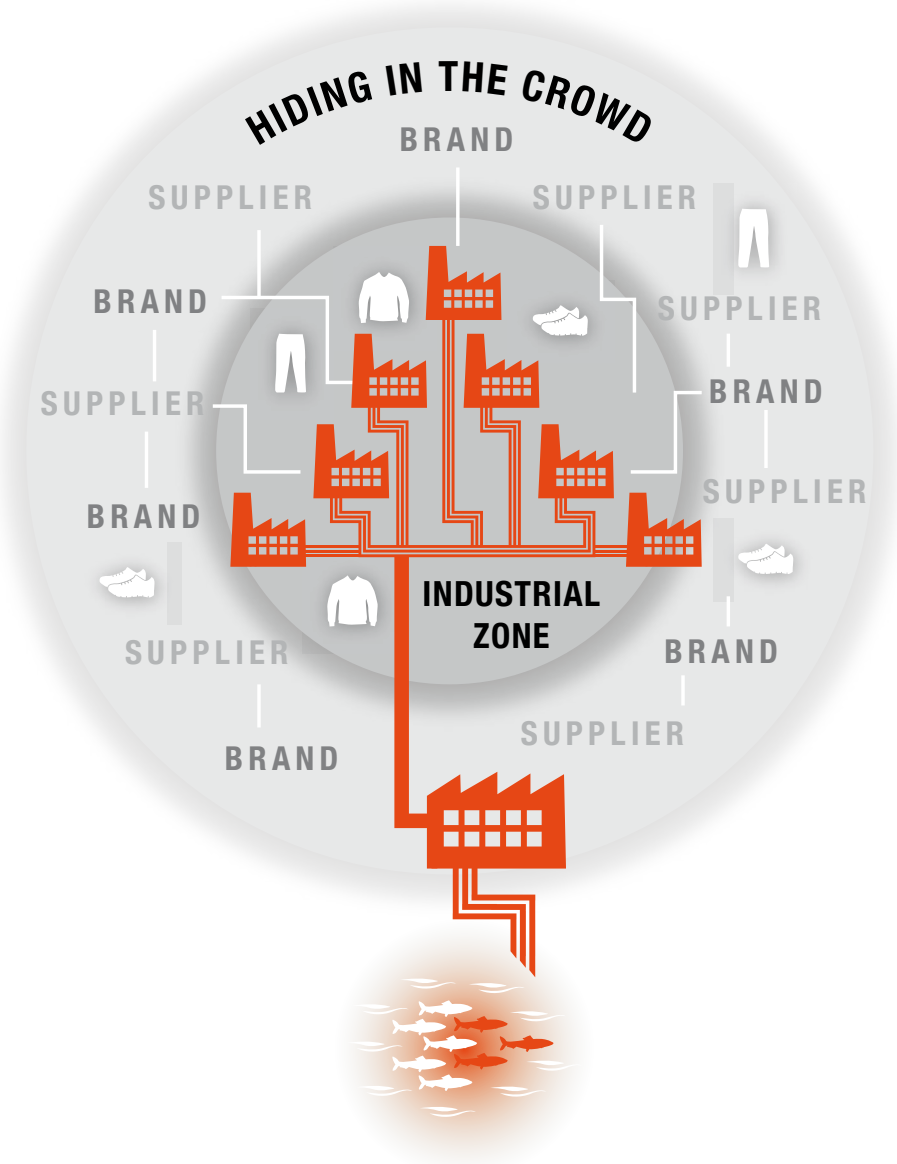 HIDING IN THE CROWD
BRAND
SUPPLIER
SUPPLIER
BRAND
SUPPLIER
BRAND
SUPPLIER
SUPPLIER
BRAND
INDUSTRIAL
ZONE
SUPPLIER
BRAND
SUPPLIER
BRAND